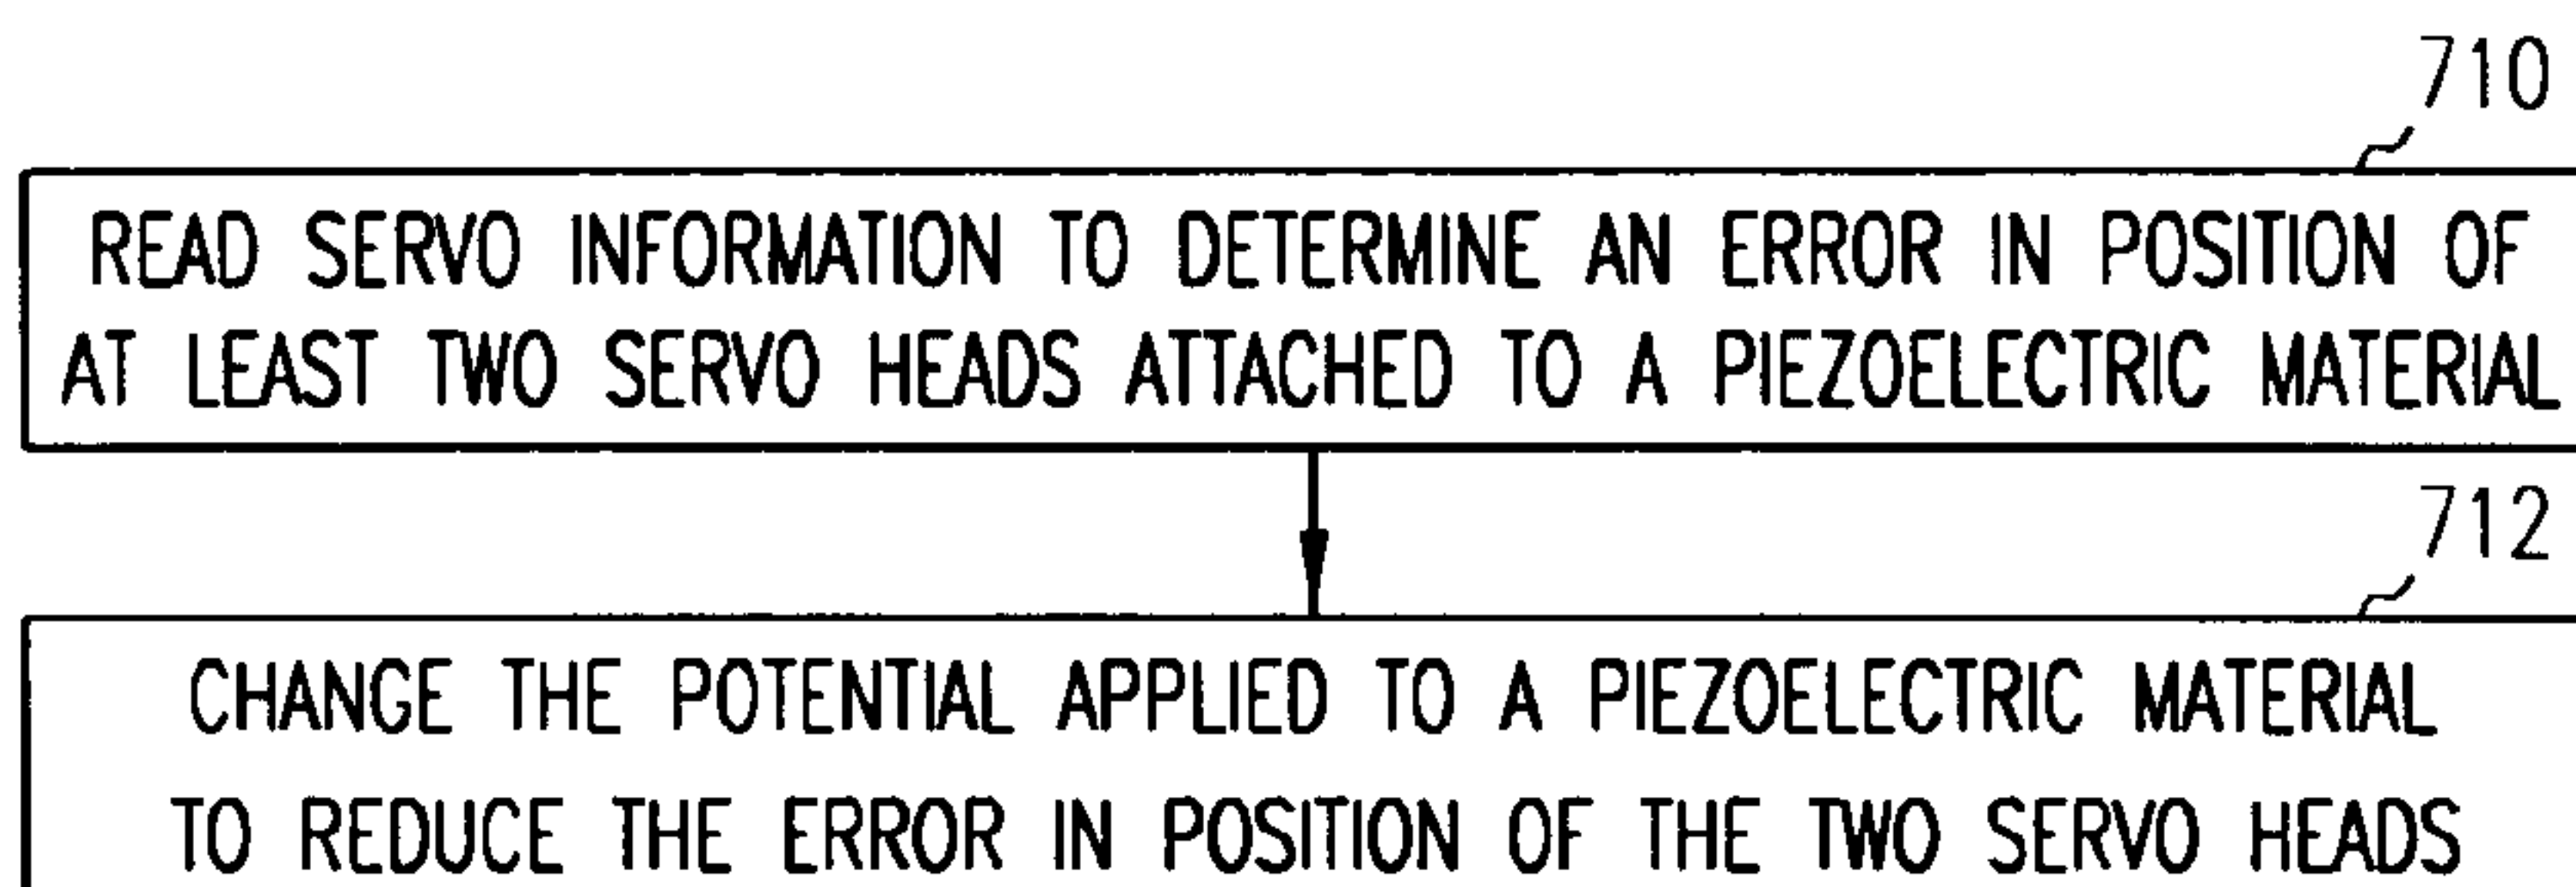 710
READ SERVO INFORMATION TO DETERMINE AN ERROR IN POSITION OF
AT LEAST TWO SERVO HEADS ATTACHED TO A PIEZOELECTRIC MATERIAL
712
CHANGE THE POTENTIAL APPLIED TO A PIEZOELECTRIC MATERIAL
TO REDUCE THE ERROR IN POSITION OF THE TWO SERVO HEADS